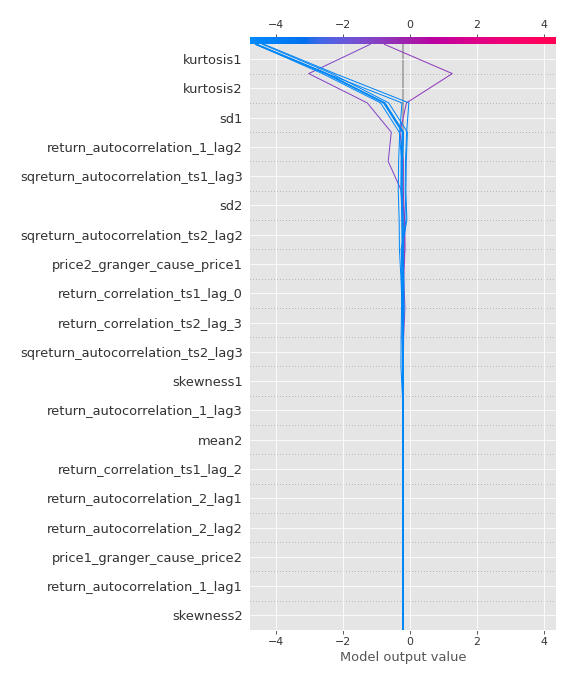 −4 −2 0 2 4
kurtosis1
kurtosis2
sd1
return_autocorrelation_1_lag2
sqreturn_autocorrelation_ts1_lag3
sd2
sqreturn_autocorrelation_ts2_lag2
price2_granger_cause_price1
return_correlation_ts1_lag_0
return_correlation_ts2_lag_3
sqreturn_autocorrelation_ts2_lag3
skewness1
return_autocorrelation_1_lag3
mean2
return_correlation_ts1_lag_2
return_autocorrelation_2_lag1
return_autocorrelation_2_lag2
price1_granger_cause_price2
return_autocorrelation_1_lag1
skewness2
−4 −2 0 2 4
Model output value